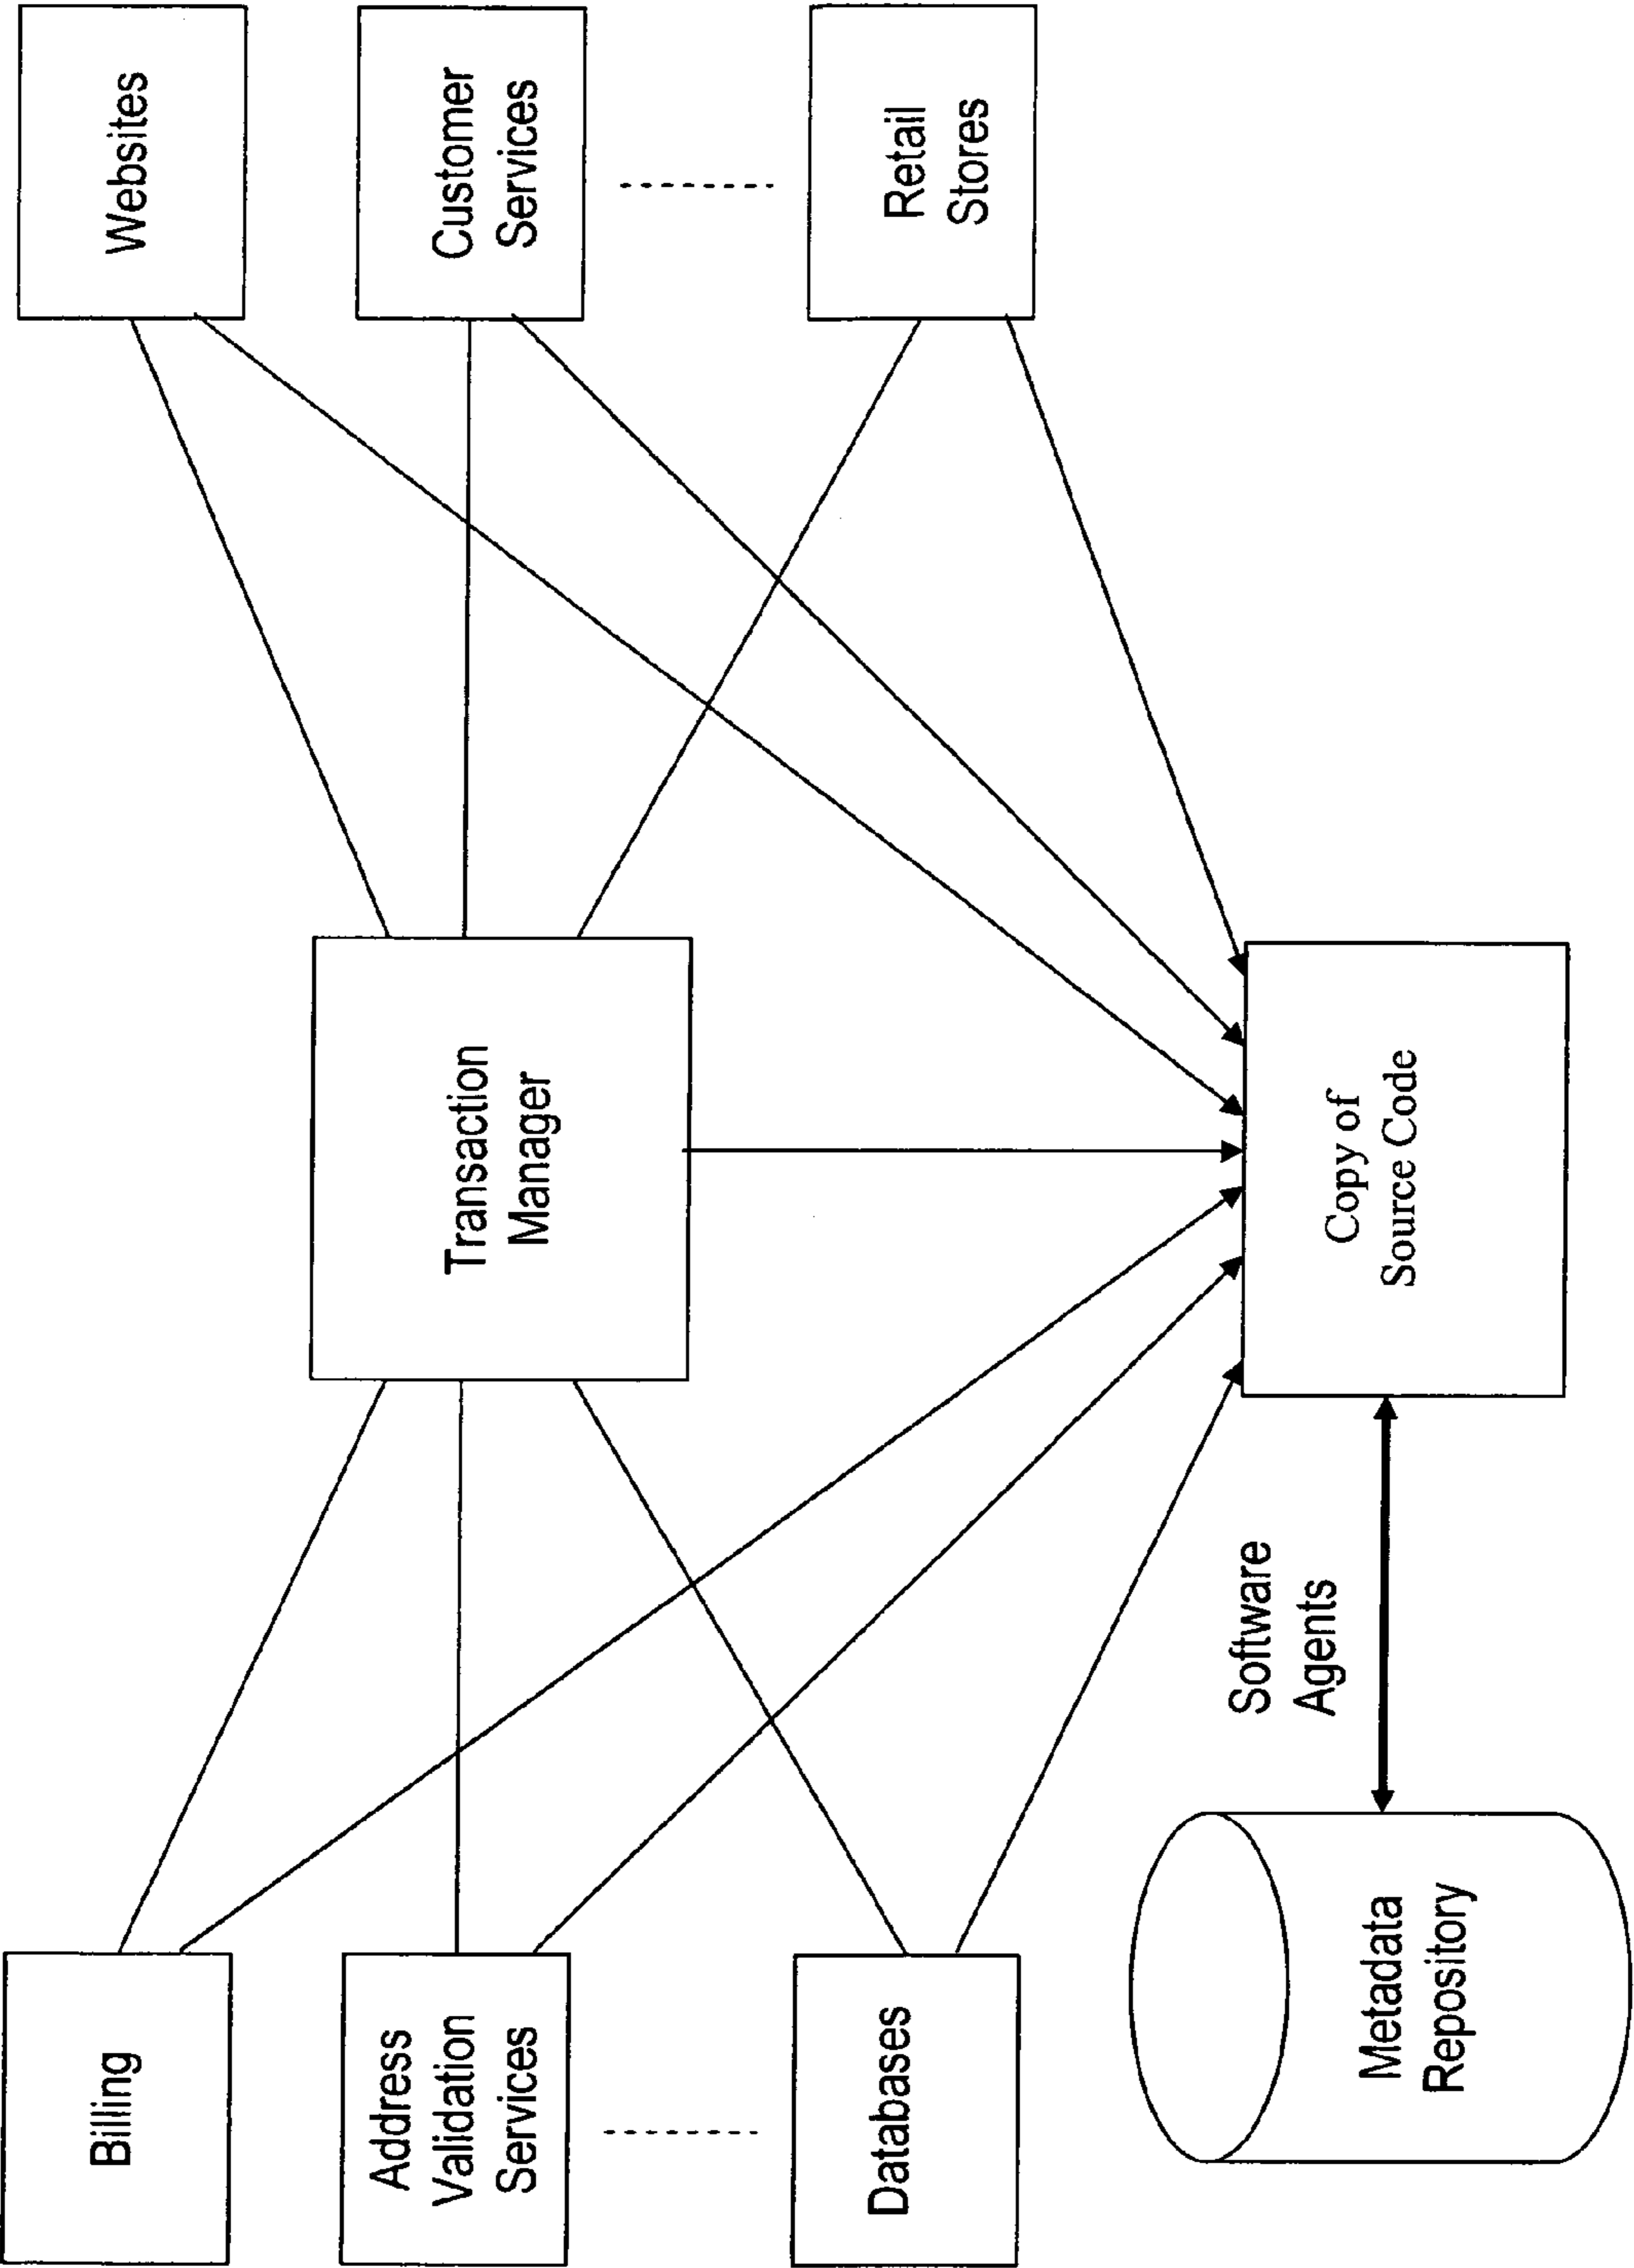 Billing
Address
Validation
Services
Databases
Transaction
Manager
Websites
Customer
Services
Retail
Stores
Metadata
Repository
Software
Agents
Copy of
Source Code